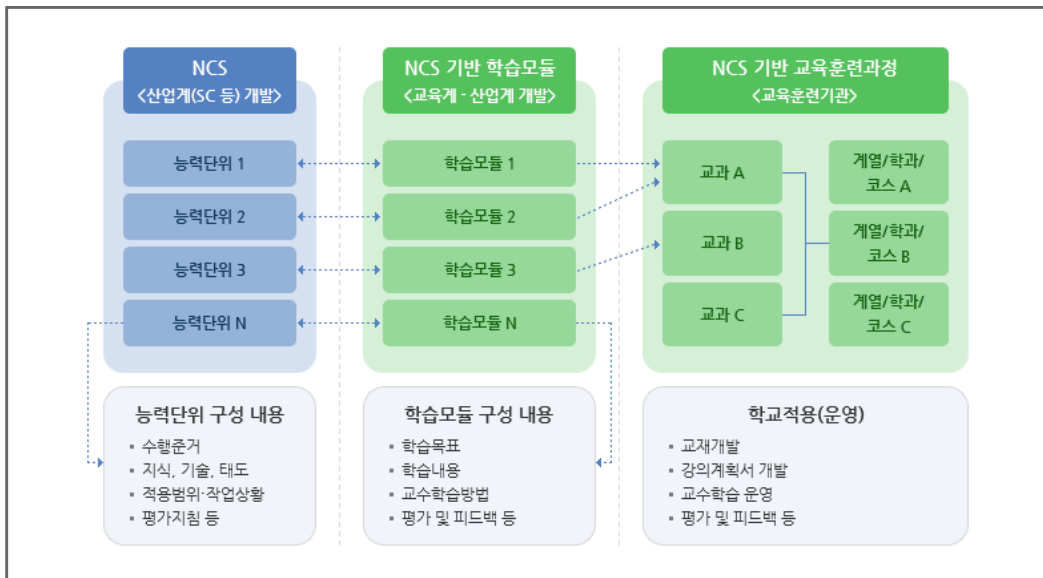 NCS
<산업계(SC 등) 개발>
능력단위 1
능력단위 2
능력단위 3
능력단위 N
능력단위 구성 내용
▪ 수행준거
▪ 지식, 기술, 태도
▪ 적용범위·작업상황
▪ 평가지침 등
NCS 기반 학습모듈
<교육계 - 산업계 개발>
학습모듈 1
학습모듈 2
학습모듈 3
학습모듈 N
학습모듈 구성 내용
▪ 학습목표
▪ 학습내용
▪ 교수학습방법
▪ 평가 및 피드백 등
NCS 기반 교육훈련과정
<교육훈련기관>
교과 A
교과 B
교과 C
계열/학과/
코스 A
계열/학과/
코스 B
계열/학과/
코스 C
학교적용(운영)
▪ 교재개발
▪ 강의계획서 개발
▪ 교수학습 운영
▪ 평가 및 피드백 등